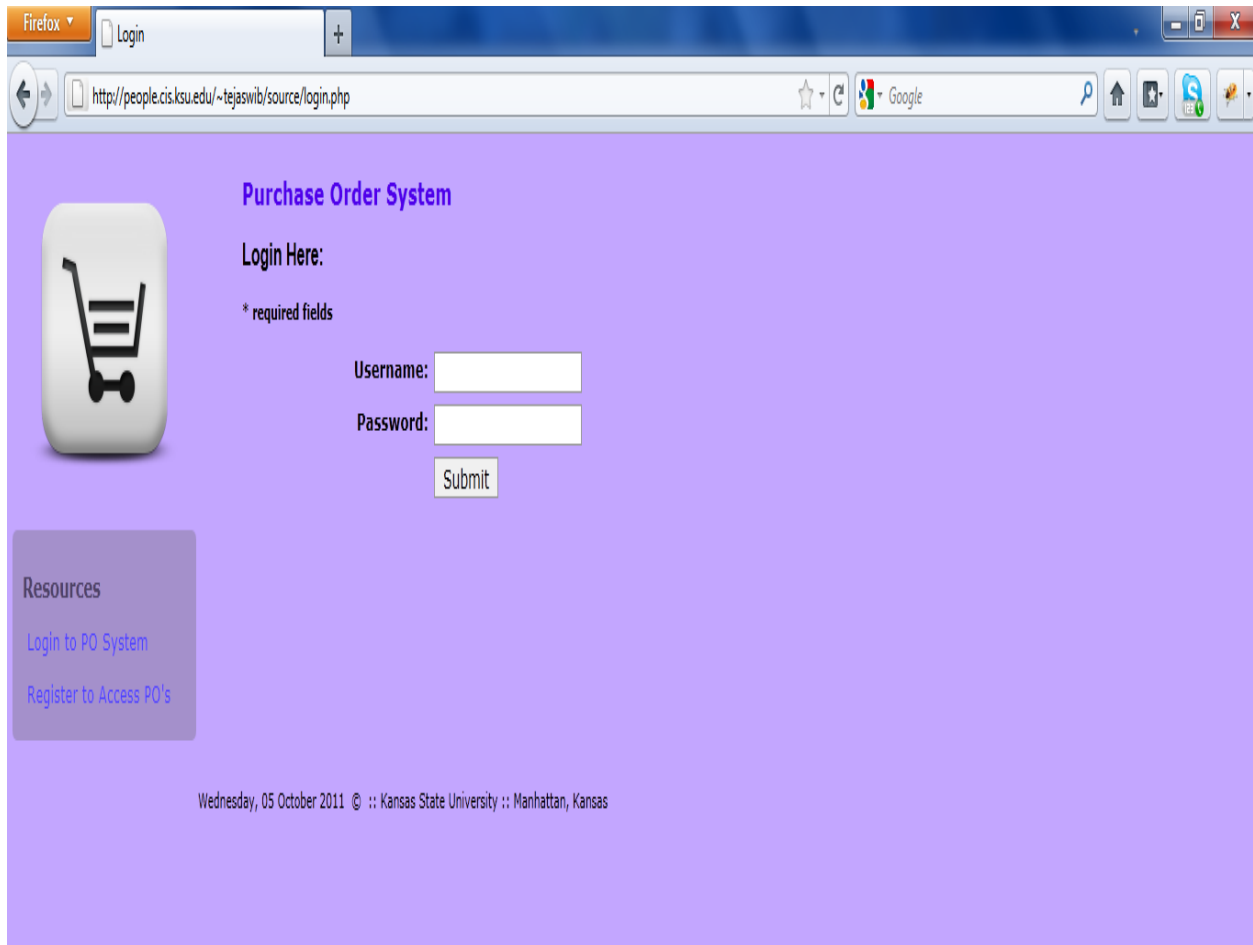 Firefox
Login
http://people.cis.ksu.edu/~tejaswib/source/login.php
Google
Purchase Order System
Login Here:
* required fields
Username:
Password:
Submit
Resources
Login to PO System
Register to Access PO's
Wednesday, 05 October 2011 © :: Kansas State University :: Manhattan, Kansas